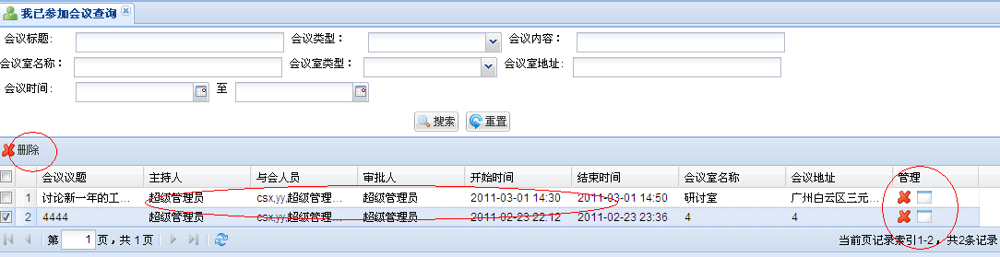 我已参加会议查询
会议标题: 会议类型: 会议内容:
会议室名称: 会议室类型: 会议室地址:
会议时间: 至
搜索 重置
删除
会议议题 主持人 与会人员 审批人 开始时间 结束时间 会议室名称 会议地址 管理
1 讨论新一年的工... 超级管理员 csx,yy,超级管理... 超级管理员 2011-03-01 14:30 2011-03-01 14:50 研讨室 广州白云区三元...
2 4444 超级管理员 csx,yy,超级管理... 超级管理员 2011-02-23 22:12 2011-02-23 23:36 4 4
第 1 页,共 1 页 当前页记录索引1-2, 共2条记录